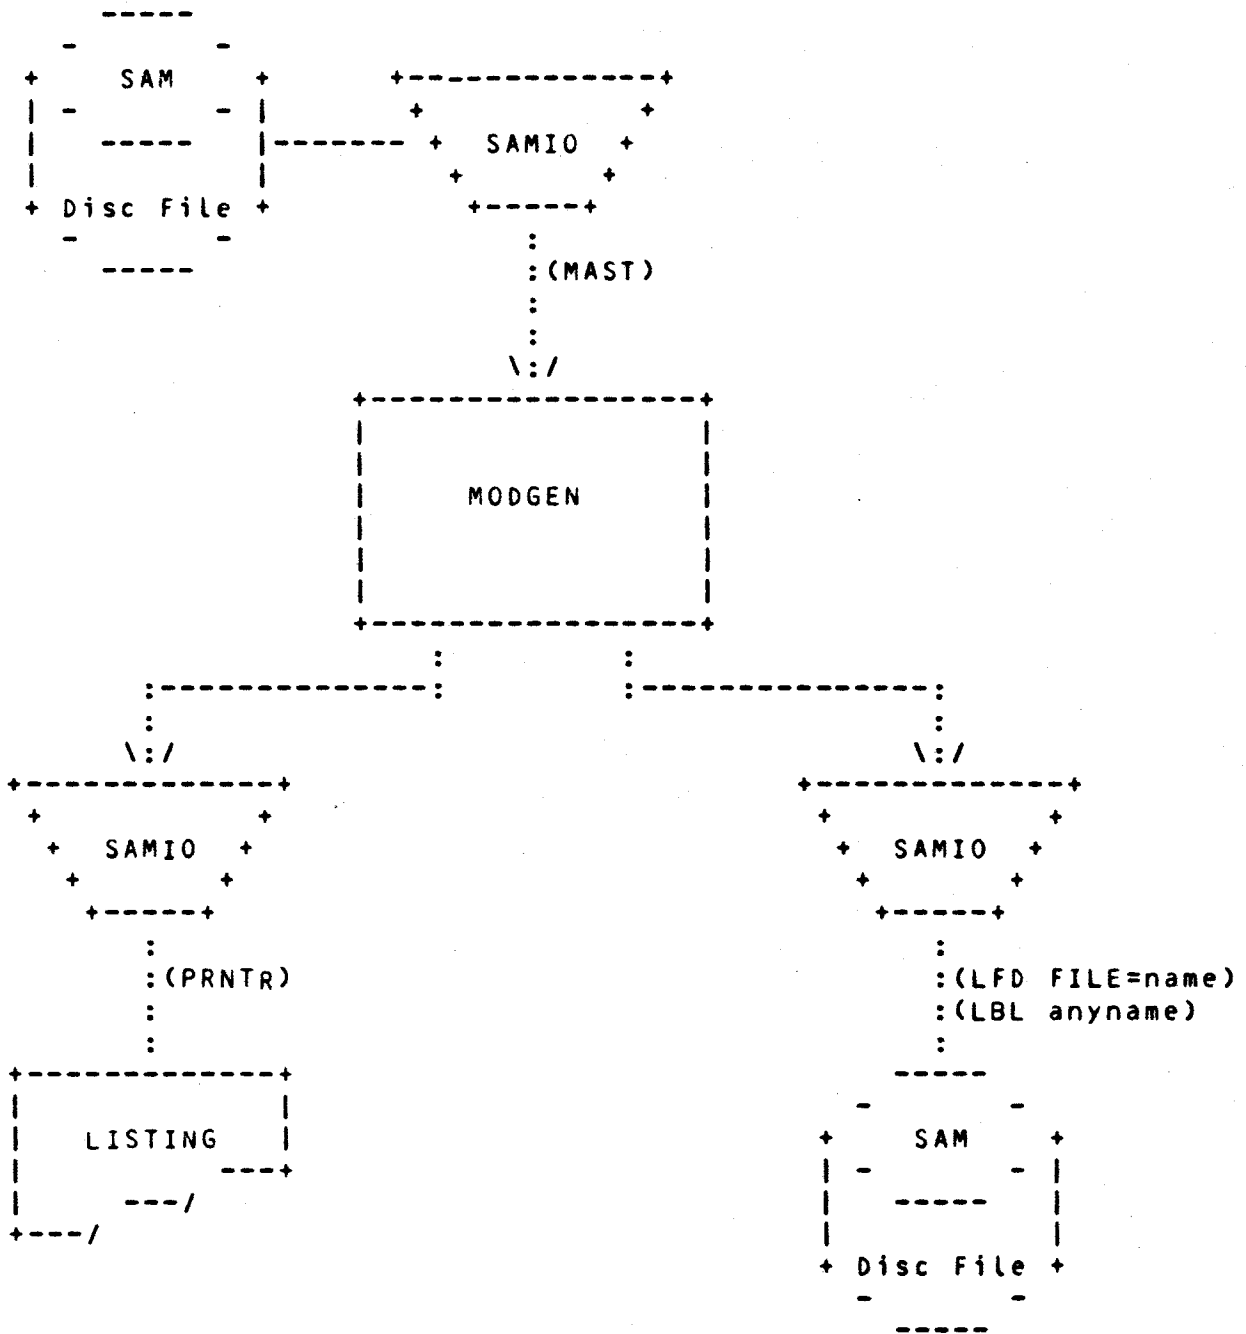 SAM
SAMIO
Disc File
(MAST)
MODGEN
SAMIO
SAMIO
(PRNTR)
(LFD FILE=name)
(LBL anyname)
LISTING
SAM
Disc File